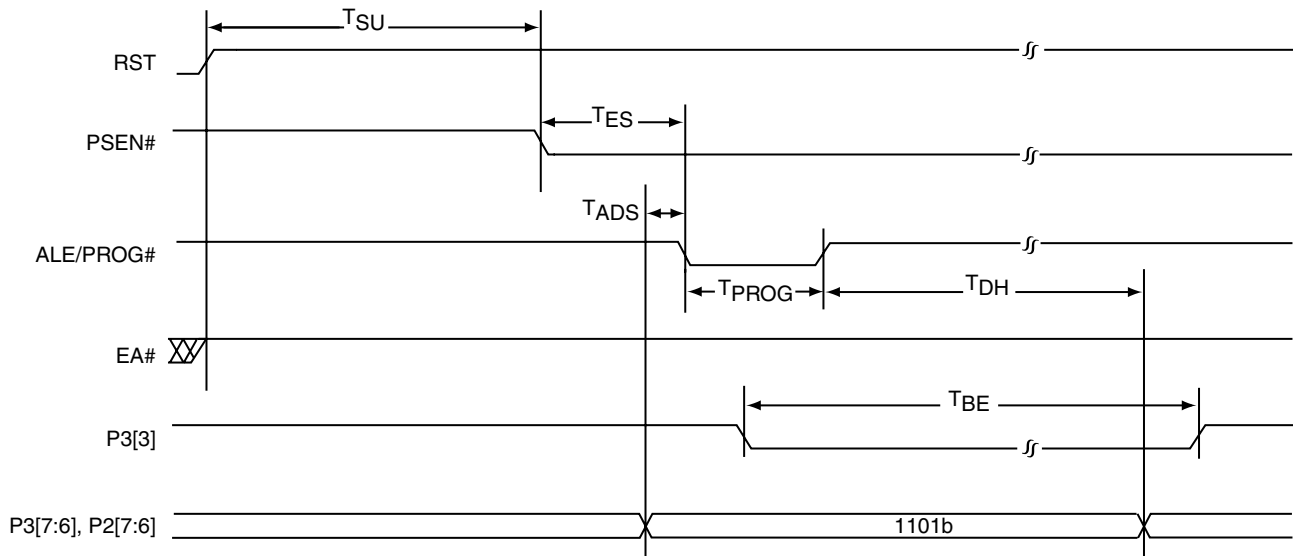 TSU
RST
TES
PSEN#
TADS
ALE/PROG#
TPROG
TDH
EA#
TBE
P3[3]
P3[7:6], P2[7:6]
1101b